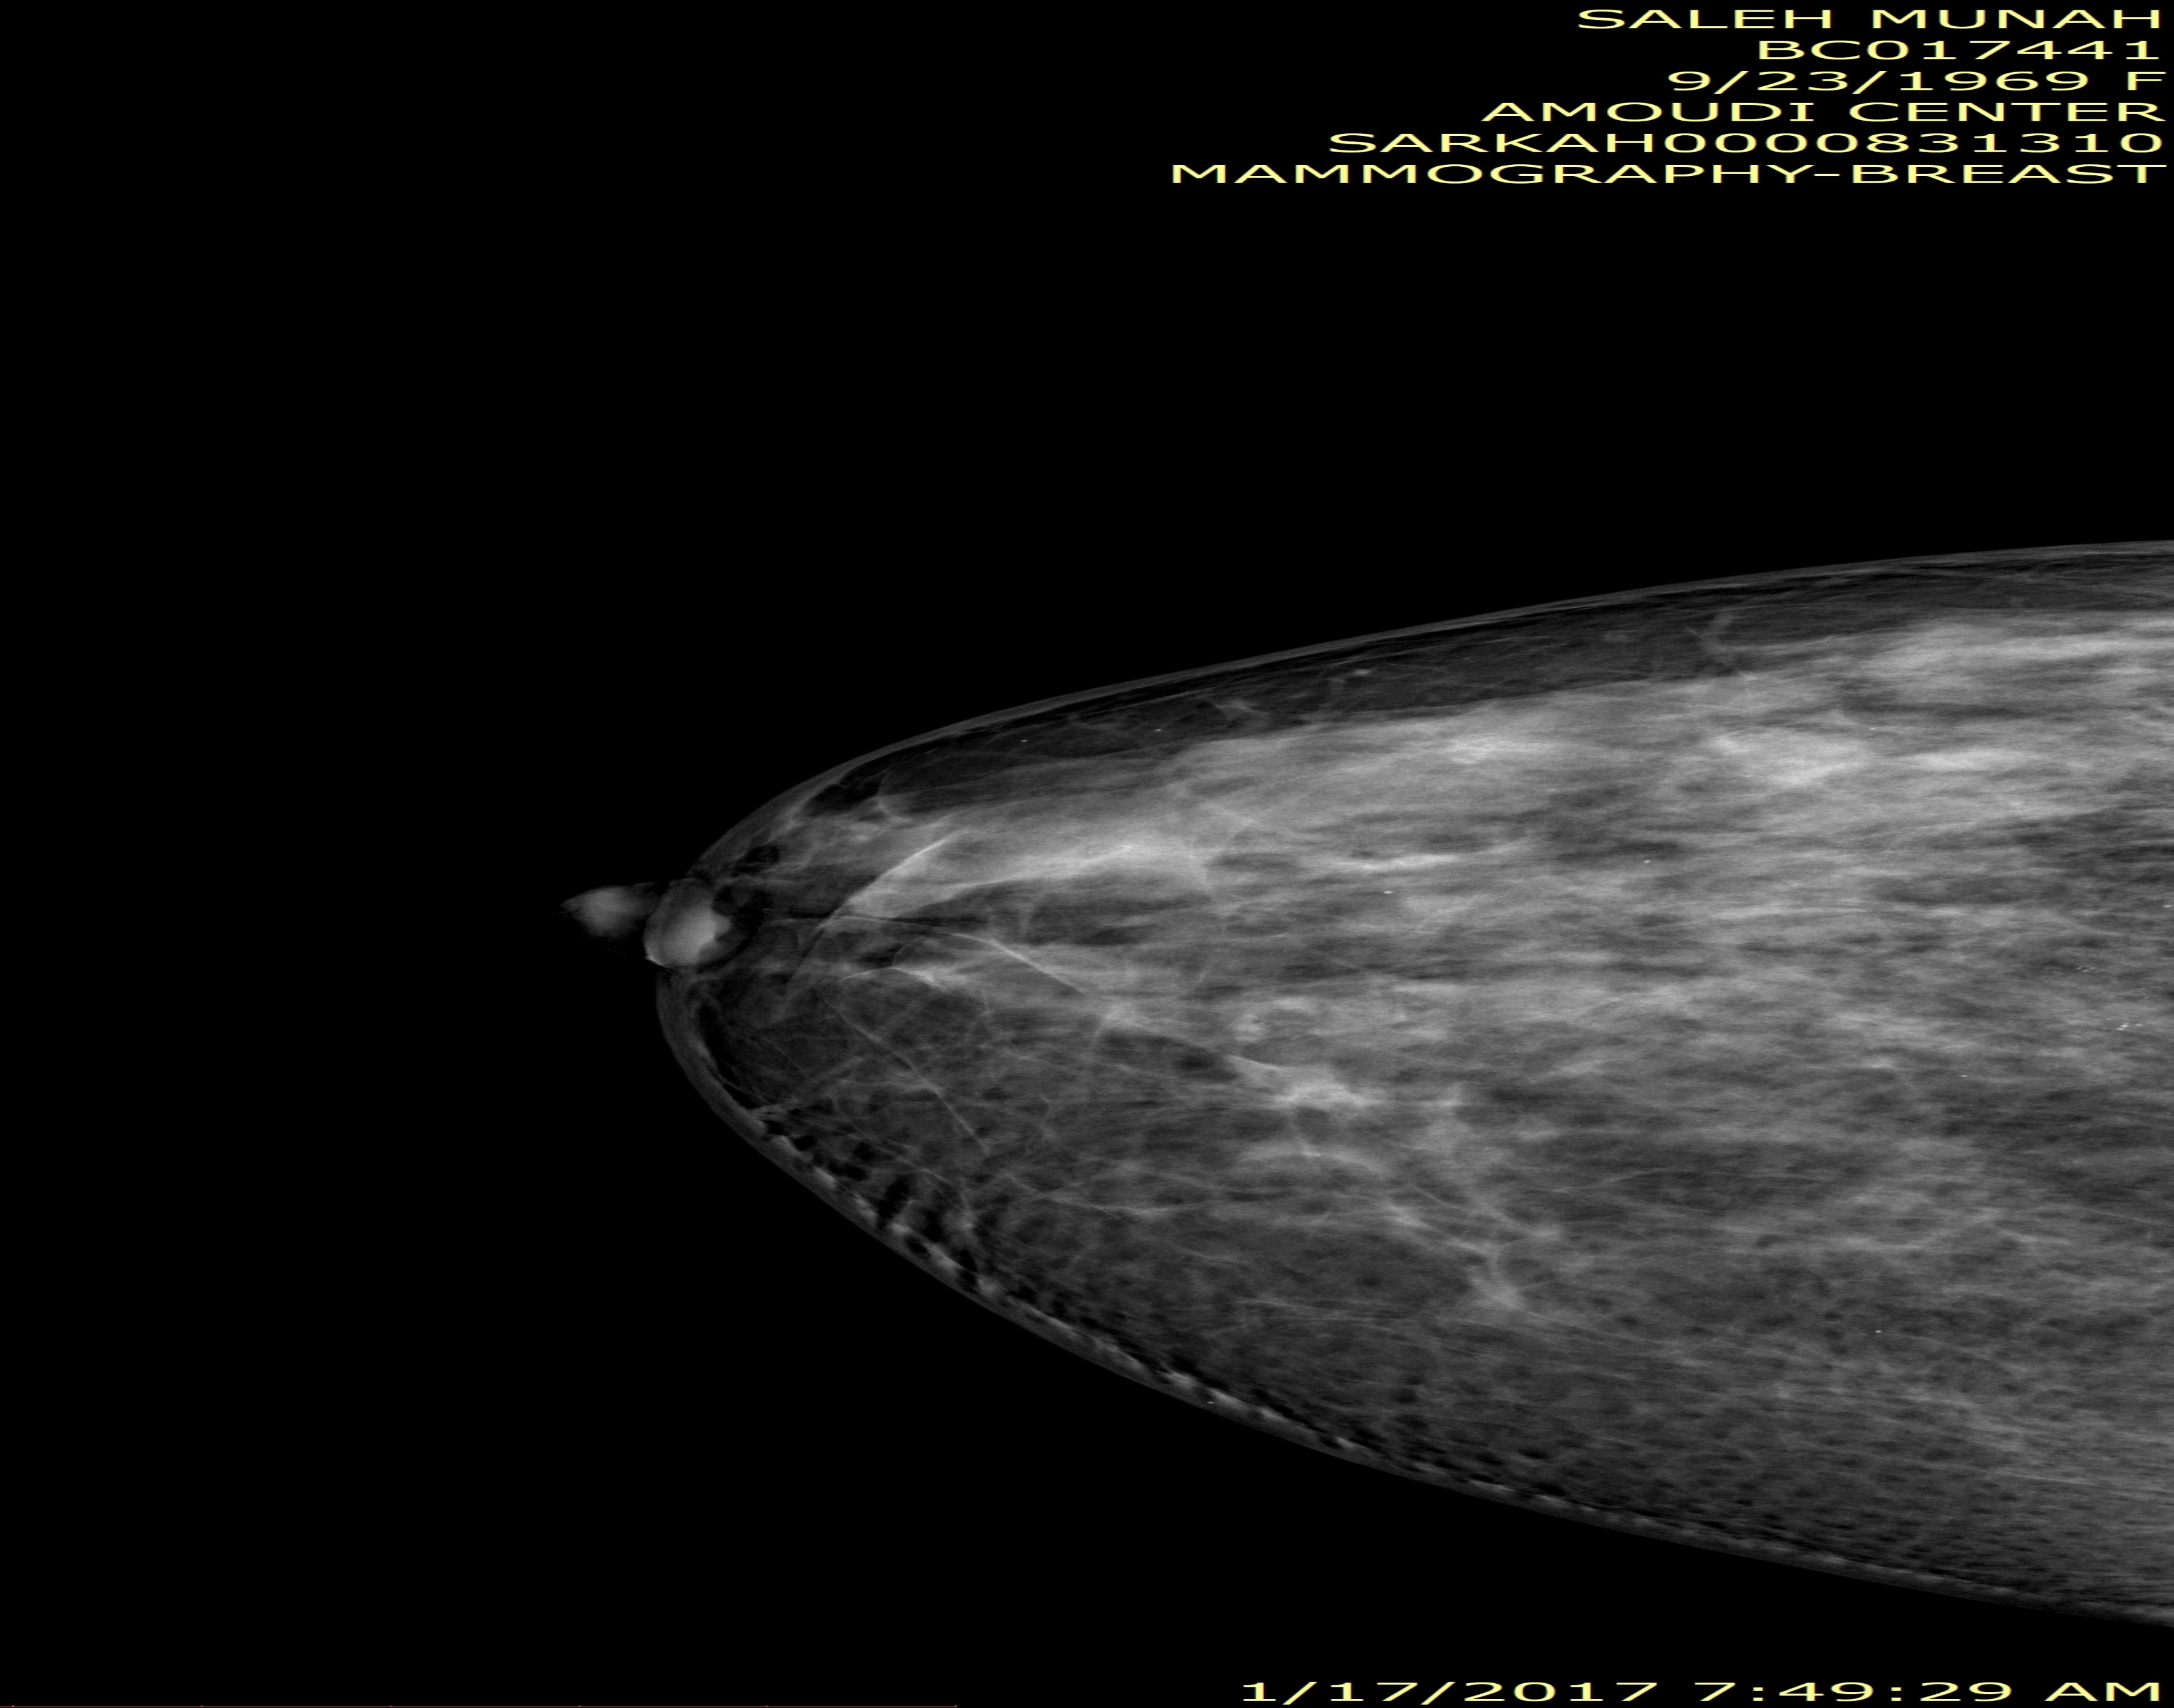 SALEH MUNAH
BC017441
9/23/1969 F
AMOUDI CENTER
SARKAH0000831310
MAMMOGRAPHY-BREAST
1/17/2017 7:49:29 AM